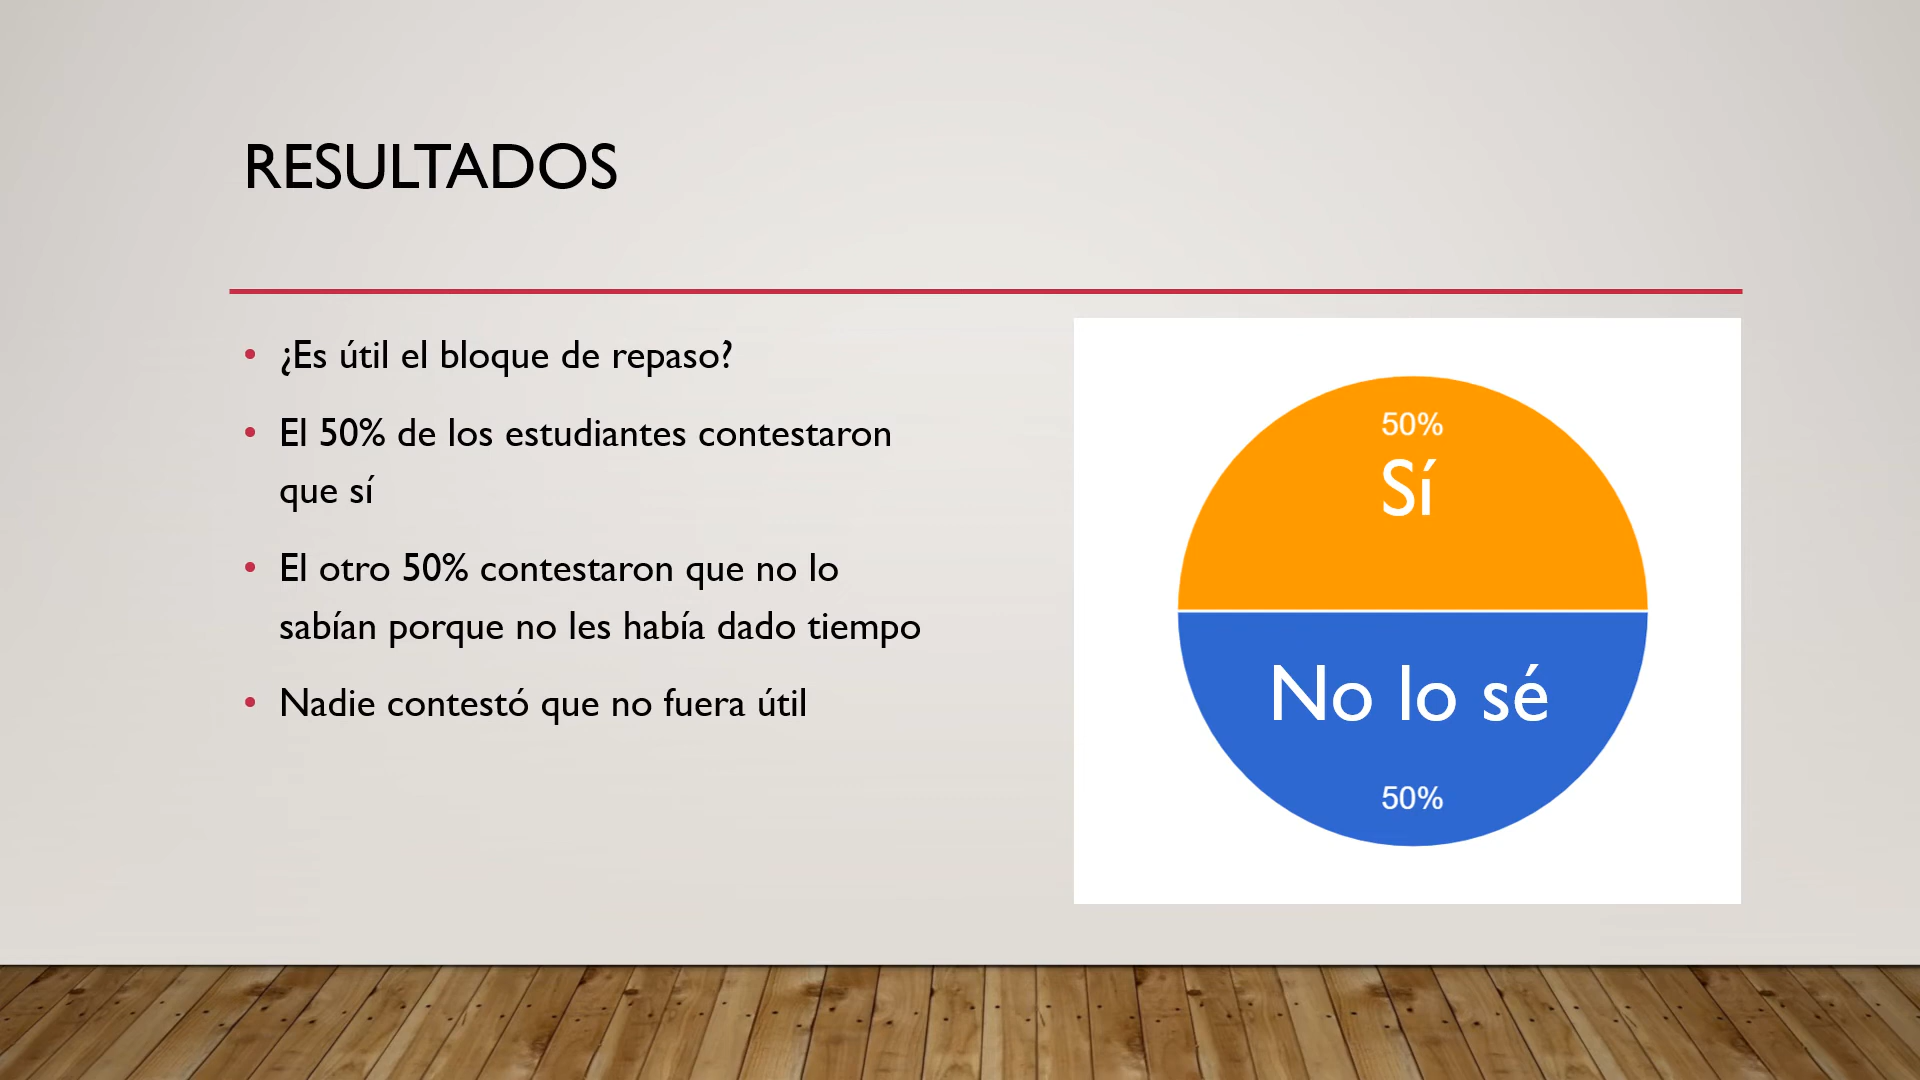 RESULTADOS
• ¿Es útil el bloque de repaso?
• El 50% de los estudiantes contestaron
que sí
• El otro 50% contestaron que no lo
sabían porque no les había dado tiempo
• Nadie contestó que no fuera útil
50%
Sí
No lo sé
50%